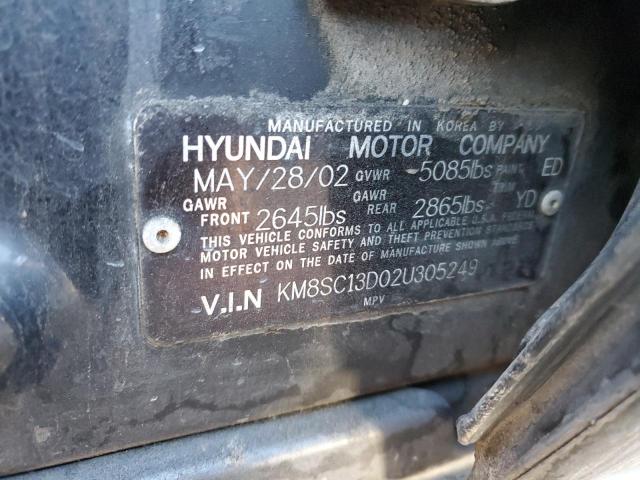 MANUFACTURED IN KOREA BY
HYUNDAI MOTOR COMPANY
MAY/28/02 GVWR 5085lbs PAINT ED
GAWR FRONT 2645lbs GAWR REAR 2865lbs TRIM YD
THIS VEHICLE CONFORMS TO ALL APPLICABLE U.S.A. FEDERAL
MOTOR VEHICLE SAFETY AND THEFT PREVENTION STANDARDS
IN EFFECT ON THE DATE OF MANUFACTURE SHOWN ABOVE
V.I.N KM8SC13D02U305249
MPV